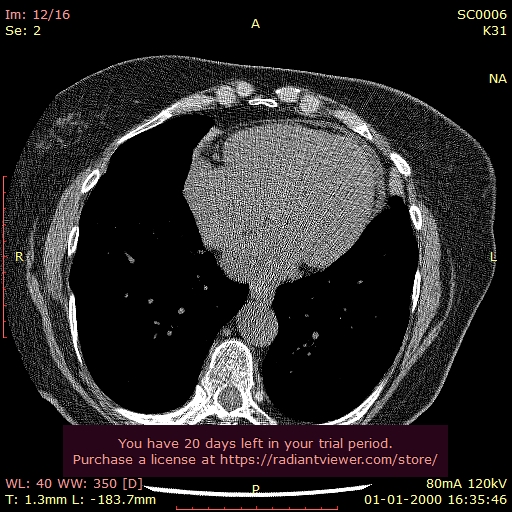 Im: 12/16
Se: 2
A
SC0006
K31
NA
R
L
You have 20 days left in your trial period.
Purchase a license at https://radiantviewer.com/store/
WL: 40 WW: 350 [D]
T: 1.3mm L: -183.7mm
P
80mA 120kV
01-01-2000 16:35:46